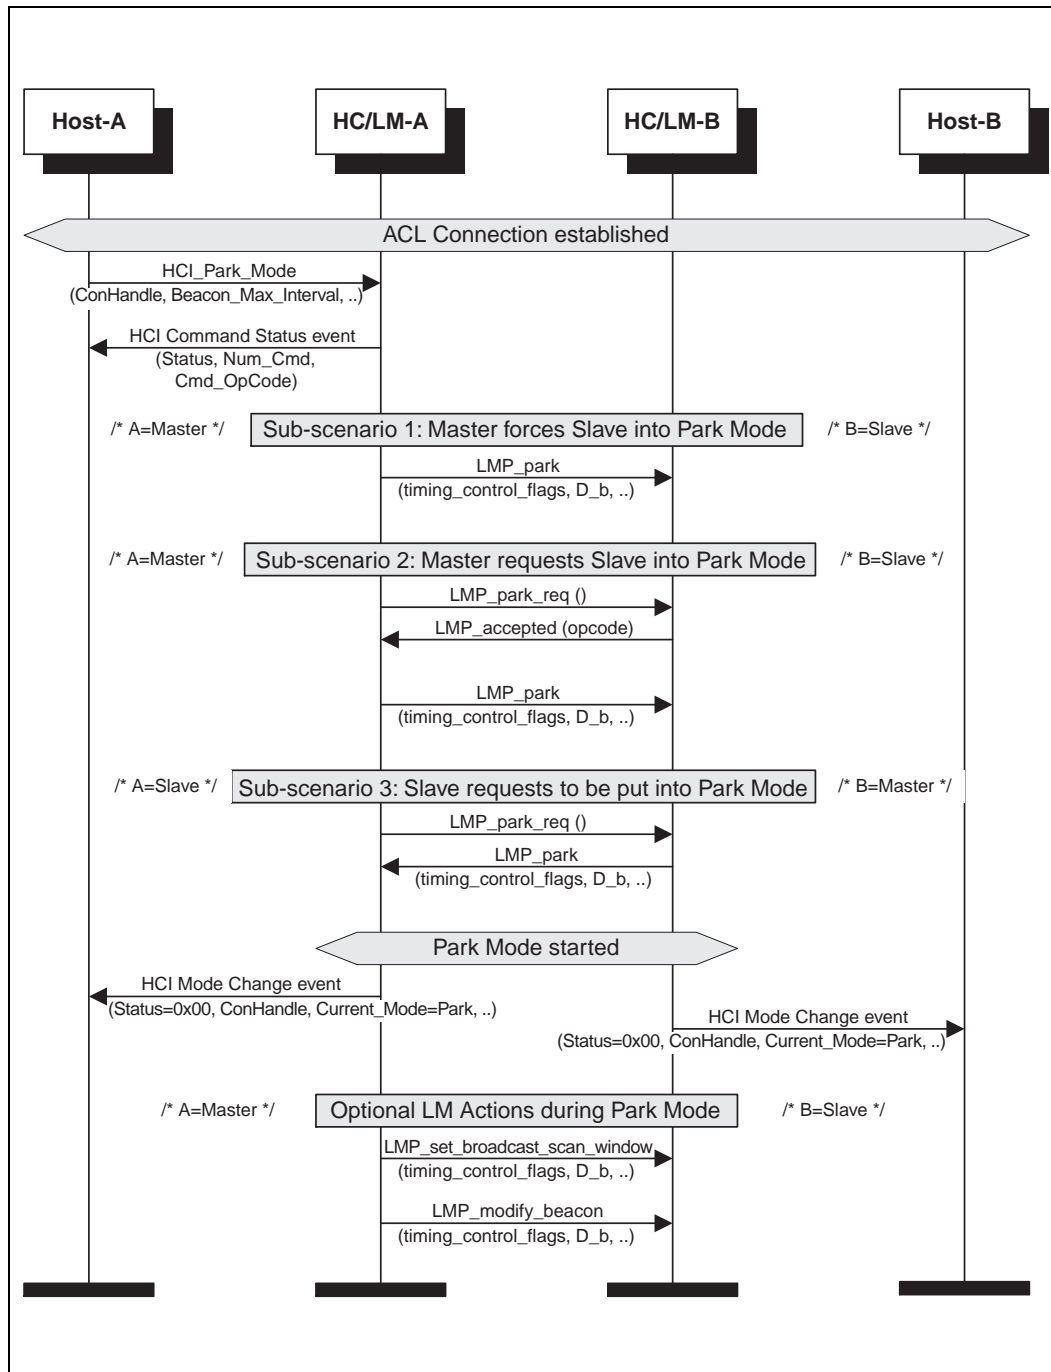 Host-A
HC/LM-A
HC/LM-B
Host-B
ACL Connection established
HCI_Park_Mode
(ConHandle, Beacon_Max_Interval, ..)
HCI Command Status event
(Status, Num_Cmd,
Cmd_OpCode)
/* A=Master */
Sub-scenario 1: Master forces Slave into Park Mode
/* B=Slave */
LMP_park
(timing_control_flags, D_b, ..)
/* A=Master */
Sub-scenario 2: Master requests Slave into Park Mode
/* B=Slave */
LMP_park_req ()
LMP_accepted (opcode)
LMP_park
(timing_control_flags, D_b, ..)
/* A=Slave */
Sub-scenario 3: Slave requests to be put into Park Mode
/* B=Master */
LMP_park_req ()
LMP_park
(timing_control_flags, D_b, ..)
Park Mode started
HCI Mode Change event
(Status=0x00, ConHandle, Current_Mode=Park, ..)
HCI Mode Change event
(Status=0x00, ConHandle, Current_Mode=Park, ..)
/* A=Master */
Optional LM Actions during Park Mode
/* B=Slave */
LMP_set_broadcast_scan_window
(timing_control_flags, D_b, ..)
LMP_modify_beacon
(timing_control_flags, D_b, ..)